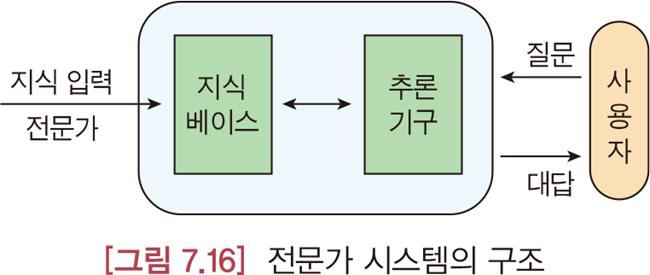 지식 입력
전문가
지식
베이스
추론
기구
질문
대답
사
용
자
[그림 7.16] 전문가 시스템의 구조